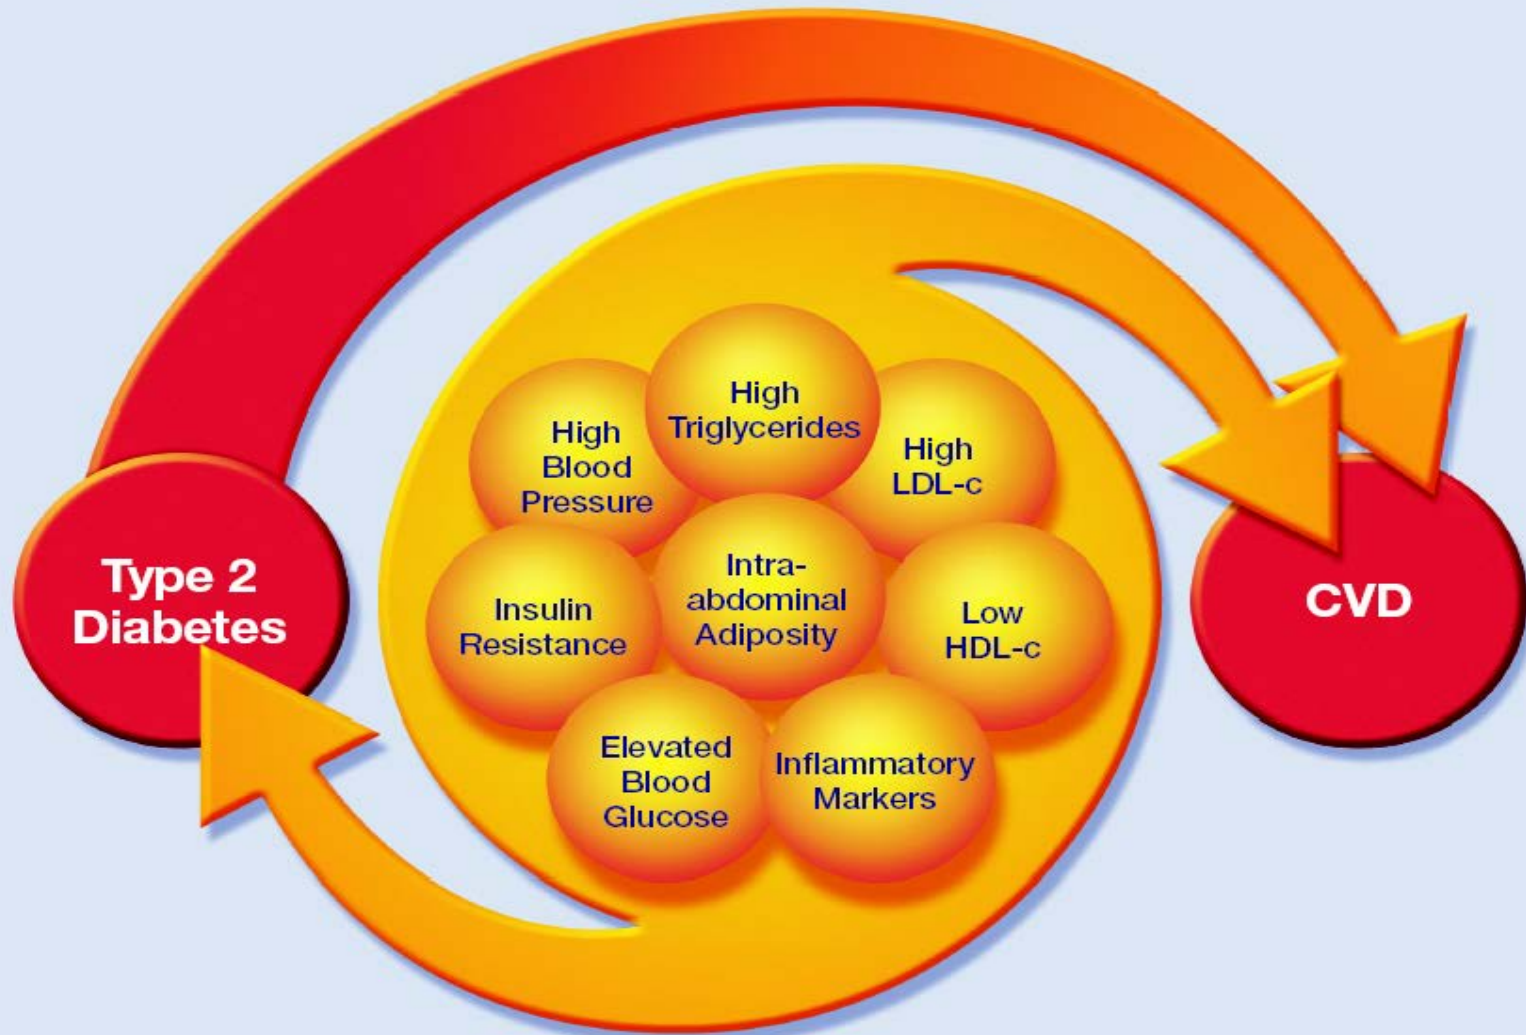 High
Triglycerides
High
Blood
Pressure
High
LDL-c
Type 2
Diabetes
Insulin
Resistance
Intra-
abdominal
Adiposity
Low
HDL-c
CVD
Elevated
Blood
Glucose
Inflammatory
Markers